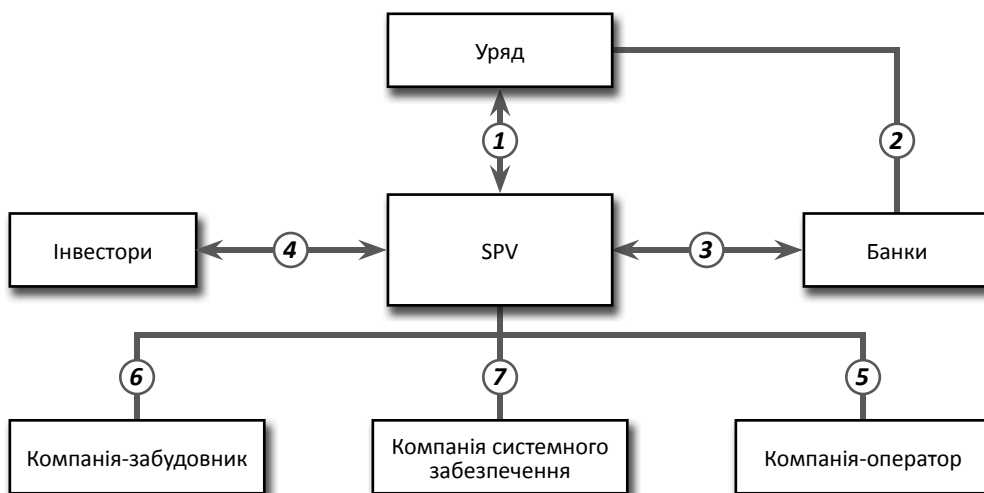 Уряд
1
2
Інвестори
4
SPV
3
Банки
6
7
5
Компанія-забудовник
Компанія системного
забезпечення
Компанія-оператор